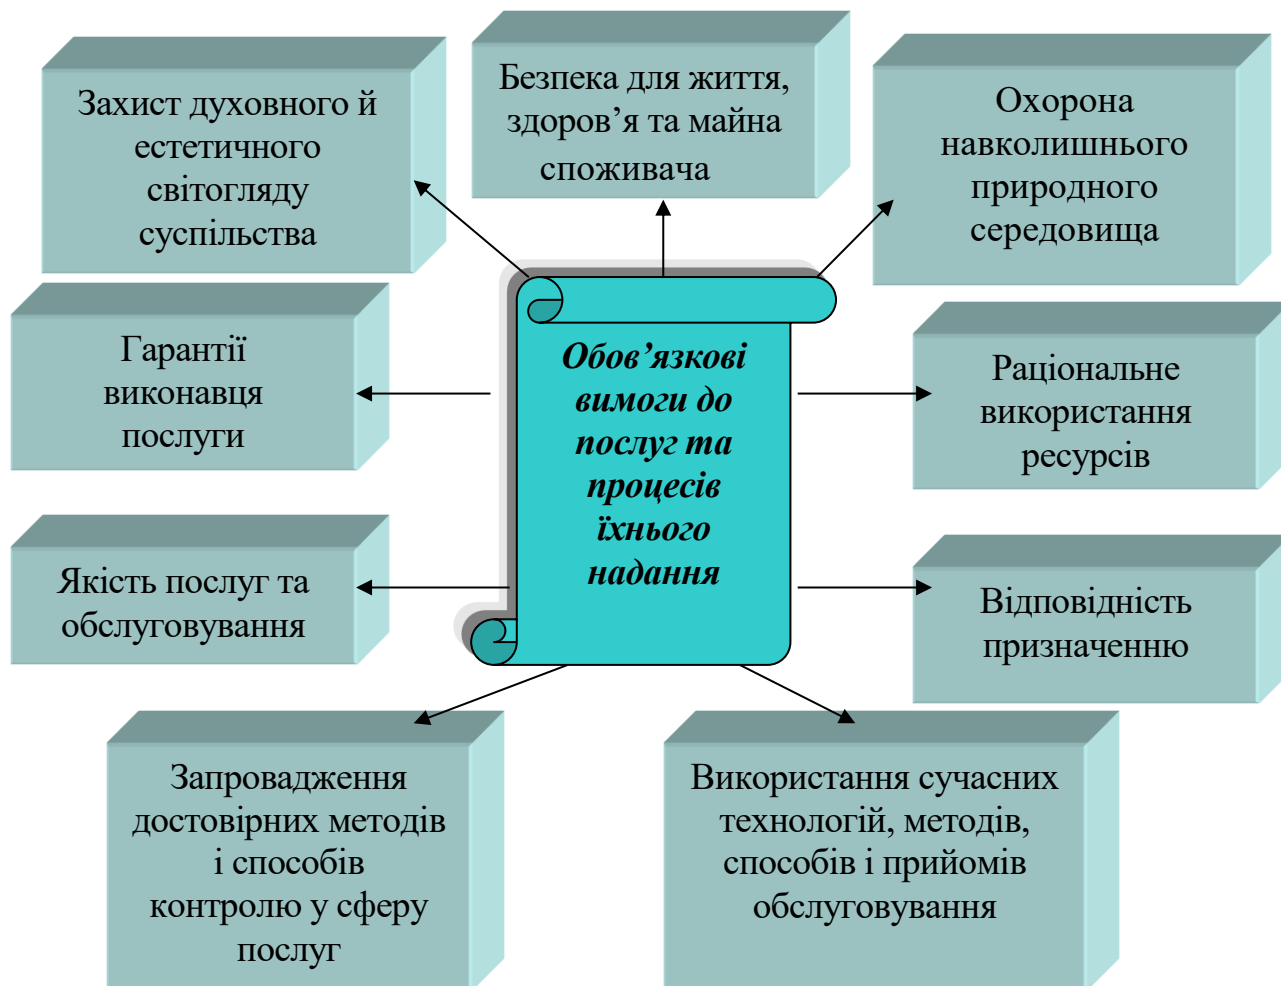 Захист духовного й
естетичного
світогляду
суспільства
Безпека для життя,
здоров’я та майна
споживача
Охорона
навколишнього
природного
середовища
Гарантії
виконавця
послуги
Обов’язкові
вимоги до
послуг та
процесів
їхнього
надання
Раціональне
використання
ресурсів
Якість послуг та
обслуговування
Відповідність
призначенню
Запровадження
достовірних методів
і способів
контролю у сферу
послуг
Використання сучасних
технологій, методів,
способів і прийомів
обслуговування